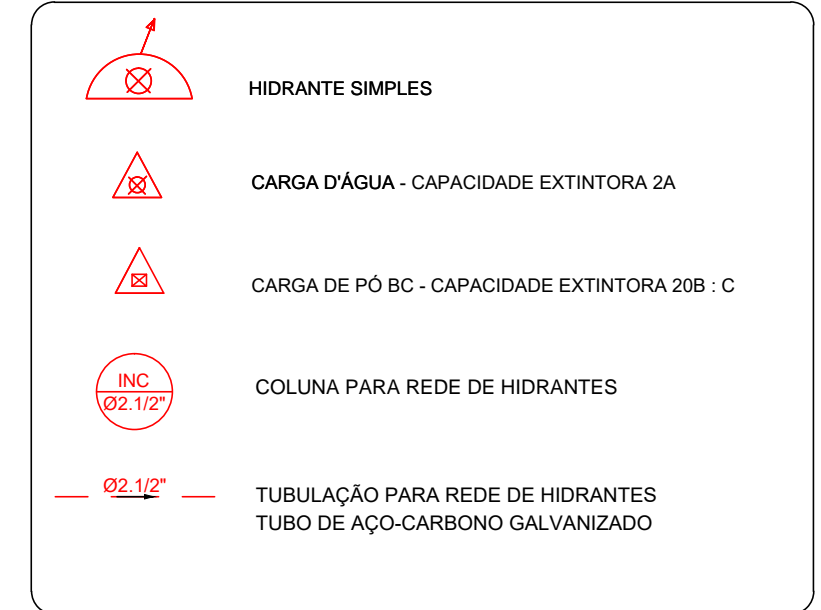 HIDRANTE SIMPLES
CARGA D'ÁGUA - CAPACIDADE EXTINTORA 2A
CARGA DE PÓ BC - CAPACIDADE EXTINTORA 20B : C
INC
Ø2.1/2"
COLUNA PARA REDE DE HIDRANTES
Ø2.1/2"
TUBULAÇÃO PARA REDE DE HIDRANTES
TUBO DE AÇO-CARBONO GALVANIZADO